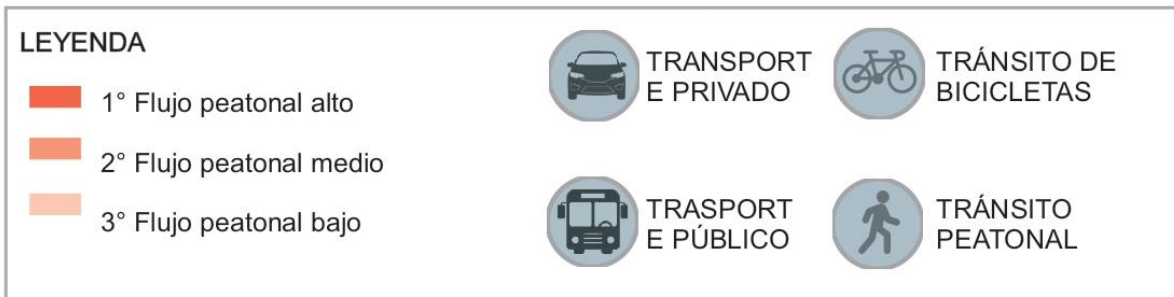 LEYENDA
1° Flujo peatonal alto
2° Flujo peatonal medio
3° Flujo peatonal bajo
TRANSPORT
E PRIVADO
TRÁNSITO DE
BICICLETAS
TRASPORT
E PÚBLICO
TRÁNSITO
PEATONAL